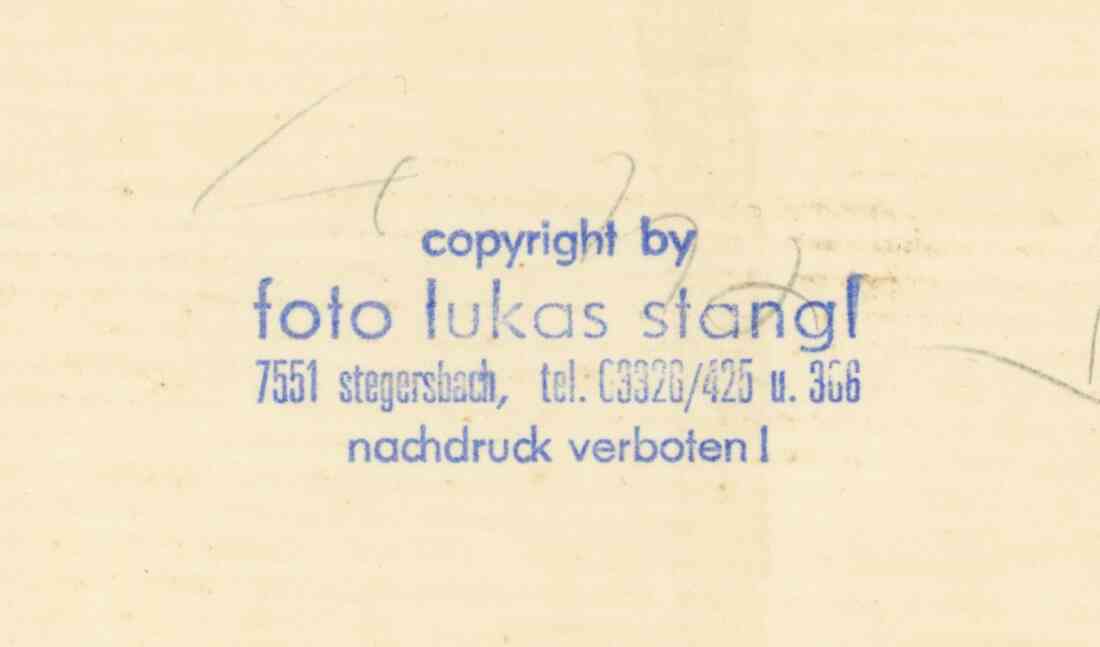 copyright by
foto lukas stangl
7551 stegersbach, tel. 03326/425 u. 366
nachdruck verboten!